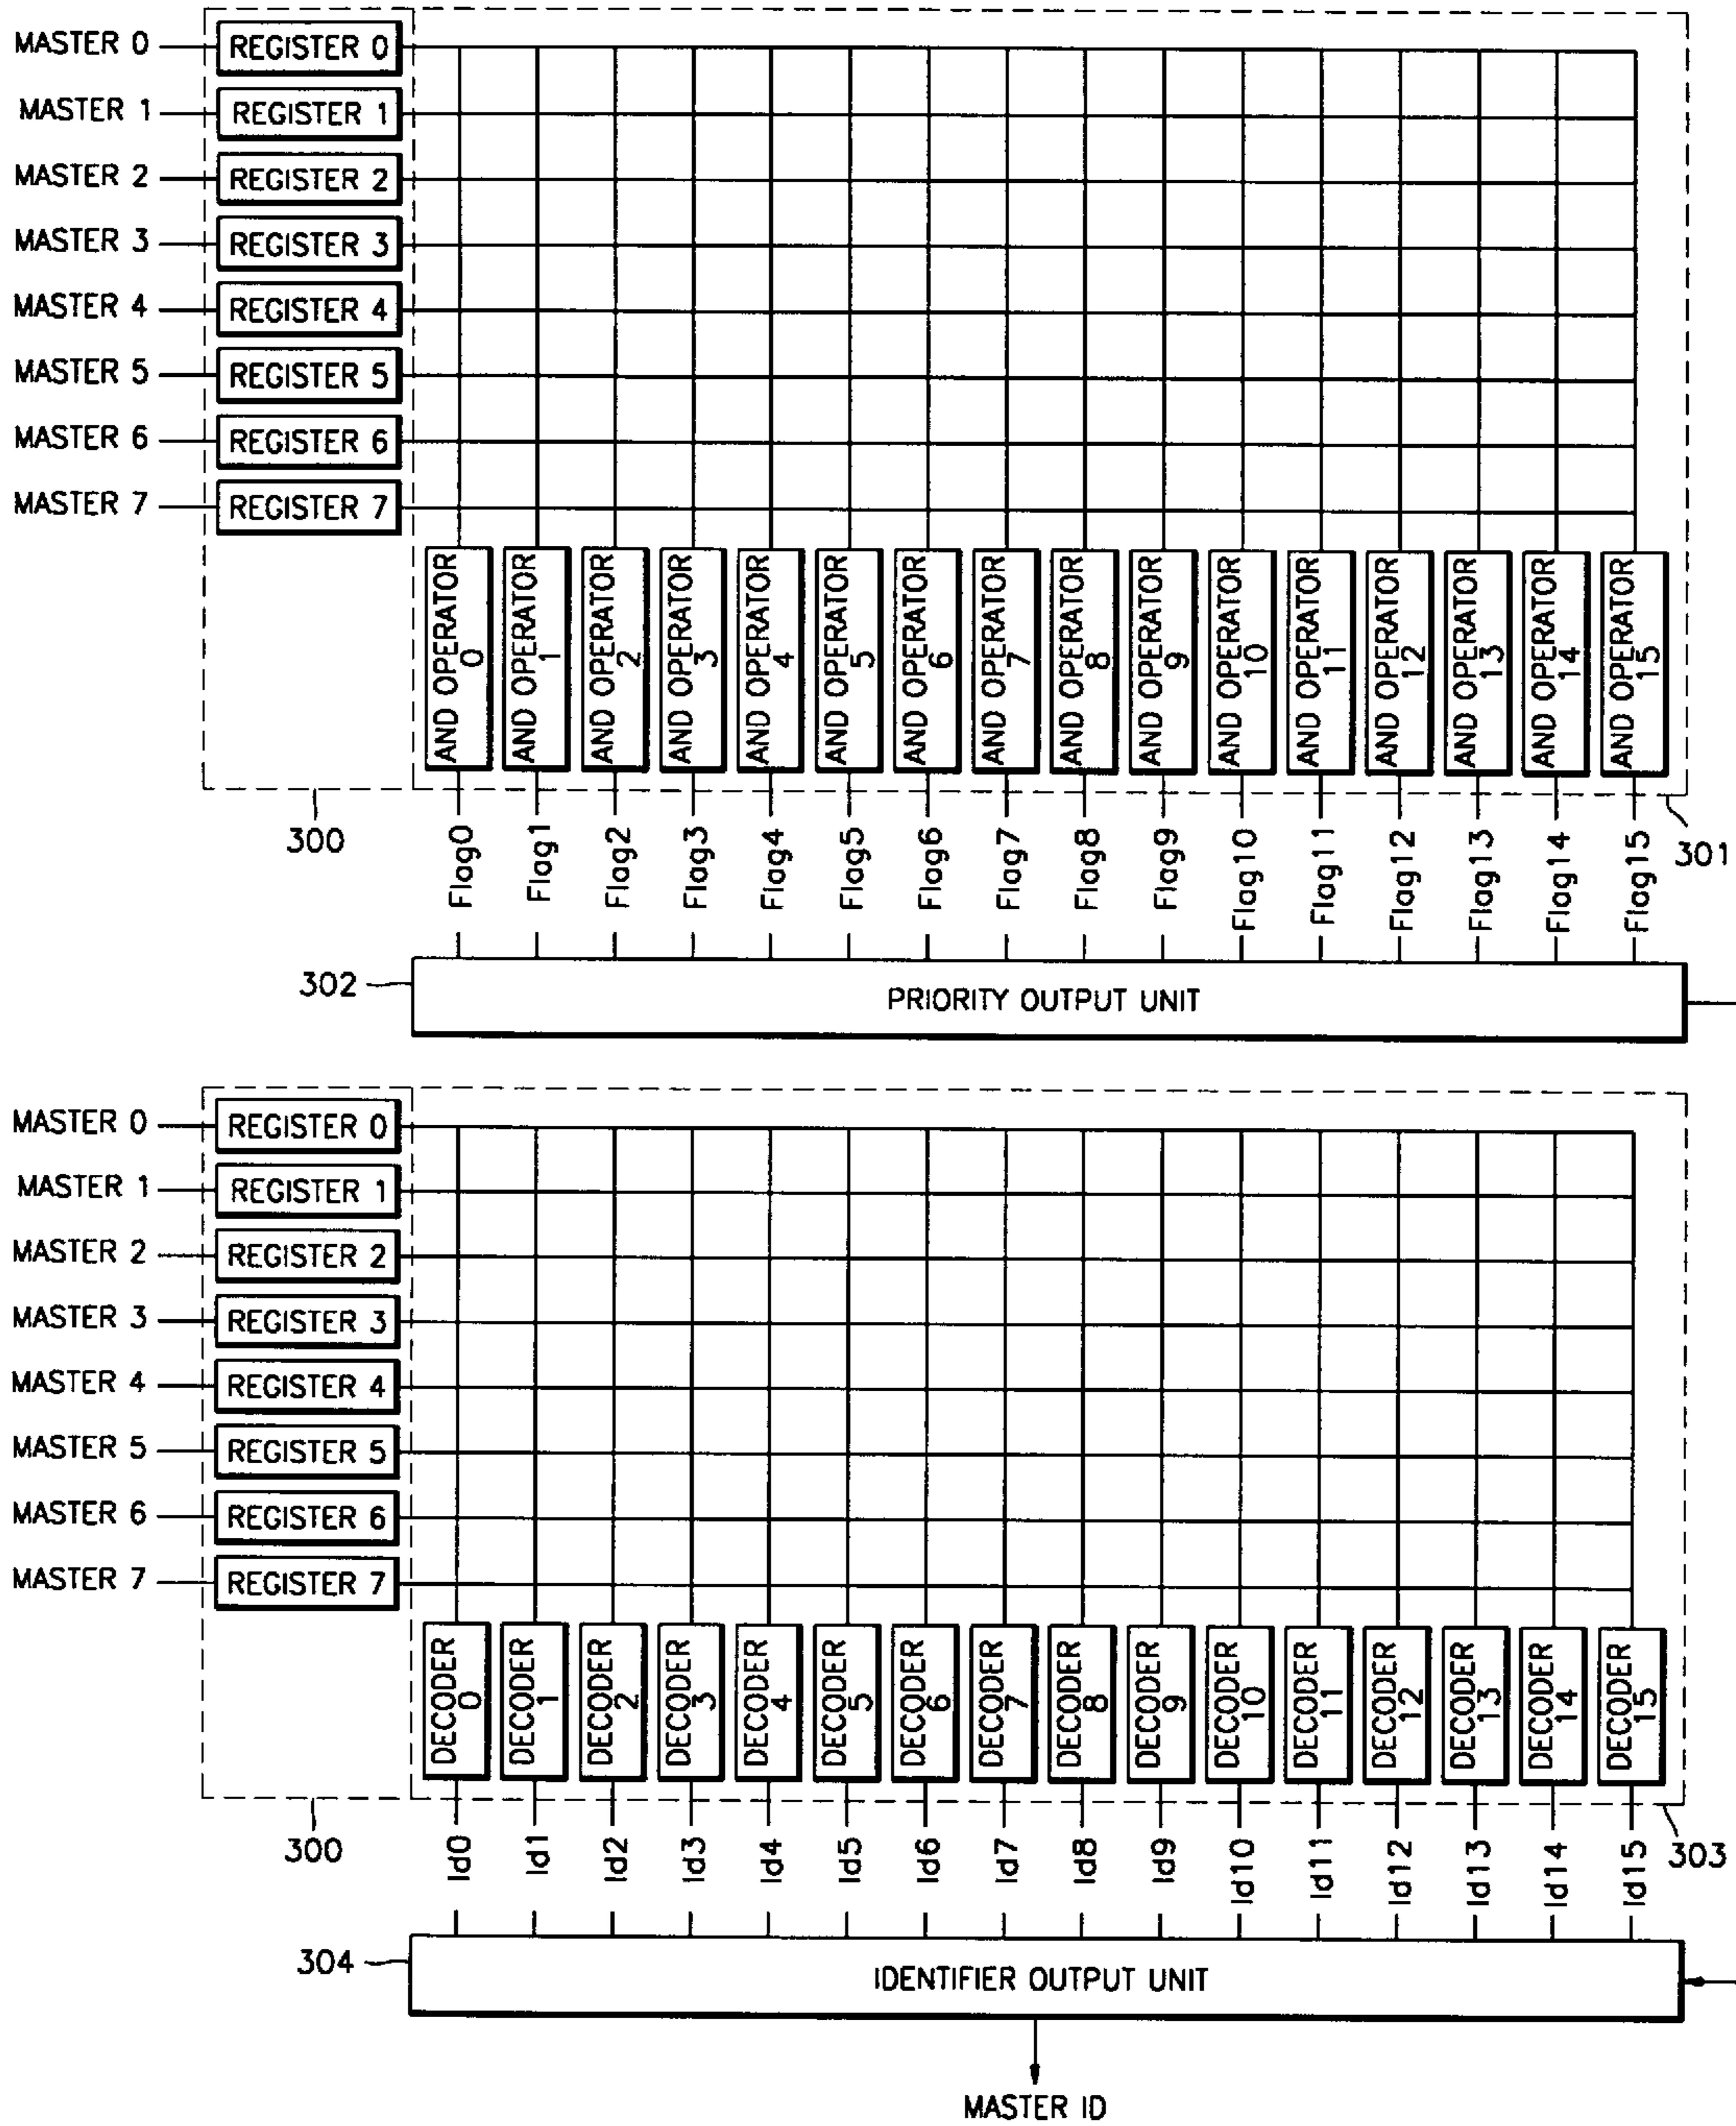 MASTER 0 REGISTER 0
MASTER 1 REGISTER 1
MASTER 2 REGISTER 2
MASTER 3 REGISTER 3
MASTER 4 REGISTER 4
MASTER 5 REGISTER 5
MASTER 6 REGISTER 6
MASTER 7 REGISTER 7
AND OPERATOR 0
AND OPERATOR 1
AND OPERATOR 2
AND OPERATOR 3
AND OPERATOR 4
AND OPERATOR 5
AND OPERATOR 6
AND OPERATOR 7
AND OPERATOR 8
AND OPERATOR 9
AND OPERATOR 10
AND OPERATOR 11
AND OPERATOR 12
AND OPERATOR 13
AND OPERATOR 14
AND OPERATOR 15
300
Flag0
Flag1
Flag2
Flag3
Flag4
Flag5
Flag6
Flag7
Flag8
Flag9
Flag10
Flag11
Flag12
Flag13
Flag14
Flag15
301
302
PRIORITY OUTPUT UNIT
MASTER 0 REGISTER 0
MASTER 1 REGISTER 1
MASTER 2 REGISTER 2
MASTER 3 REGISTER 3
MASTER 4 REGISTER 4
MASTER 5 REGISTER 5
MASTER 6 REGISTER 6
MASTER 7 REGISTER 7
DECODER 0
DECODER 1
DECODER 2
DECODER 3
DECODER 4
DECODER 5
DECODER 6
DECODER 7
DECODER 8
DECODER 9
DECODER 10
DECODER 11
DECODER 12
DECODER 13
DECODER 14
DECODER 15
300
Id0
Id1
Id2
Id3
Id4
Id5
Id6
Id7
Id8
Id9
Id10
Id11
Id12
Id13
Id14
Id15
303
304
IDENTIFIER OUTPUT UNIT
MASTER ID